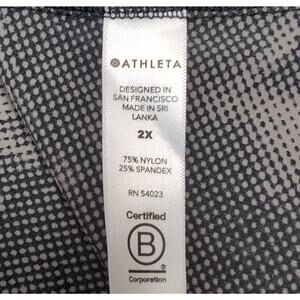 ATHLETA
DESIGNED IN
SAN FRANCISCO
MADE IN SRI
LANKA
2X
75% NYLON
25% SPANDEX
RN 54023
Certified
B
Corporation